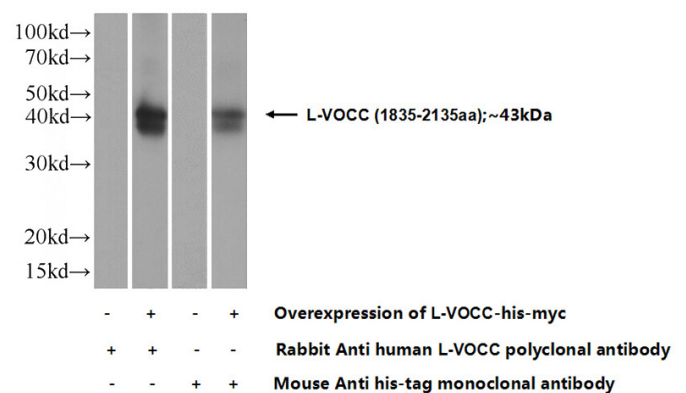 100kd→
70kd→
50kd→
40kd→
← L-VOCC (1835-2135aa);~43kDa
30kd→
20kd→
15kd→
- + - + Overexpression of L-VOCC-his-myc
+ + - - Rabbit Anti human L-VOCC polyclonal antibody
- - + + Mouse Anti his-tag monoclonal antibody